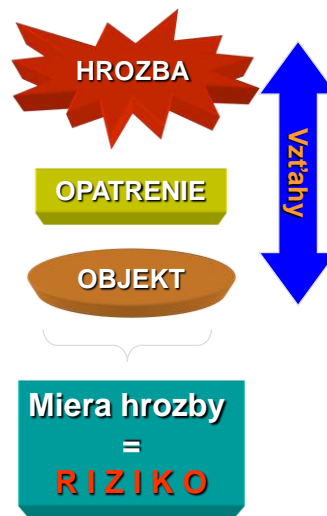 HROZBA
Vzťahy
OPATRENIE
OBJEKT
Miera hrozby
=
R I Z I K O